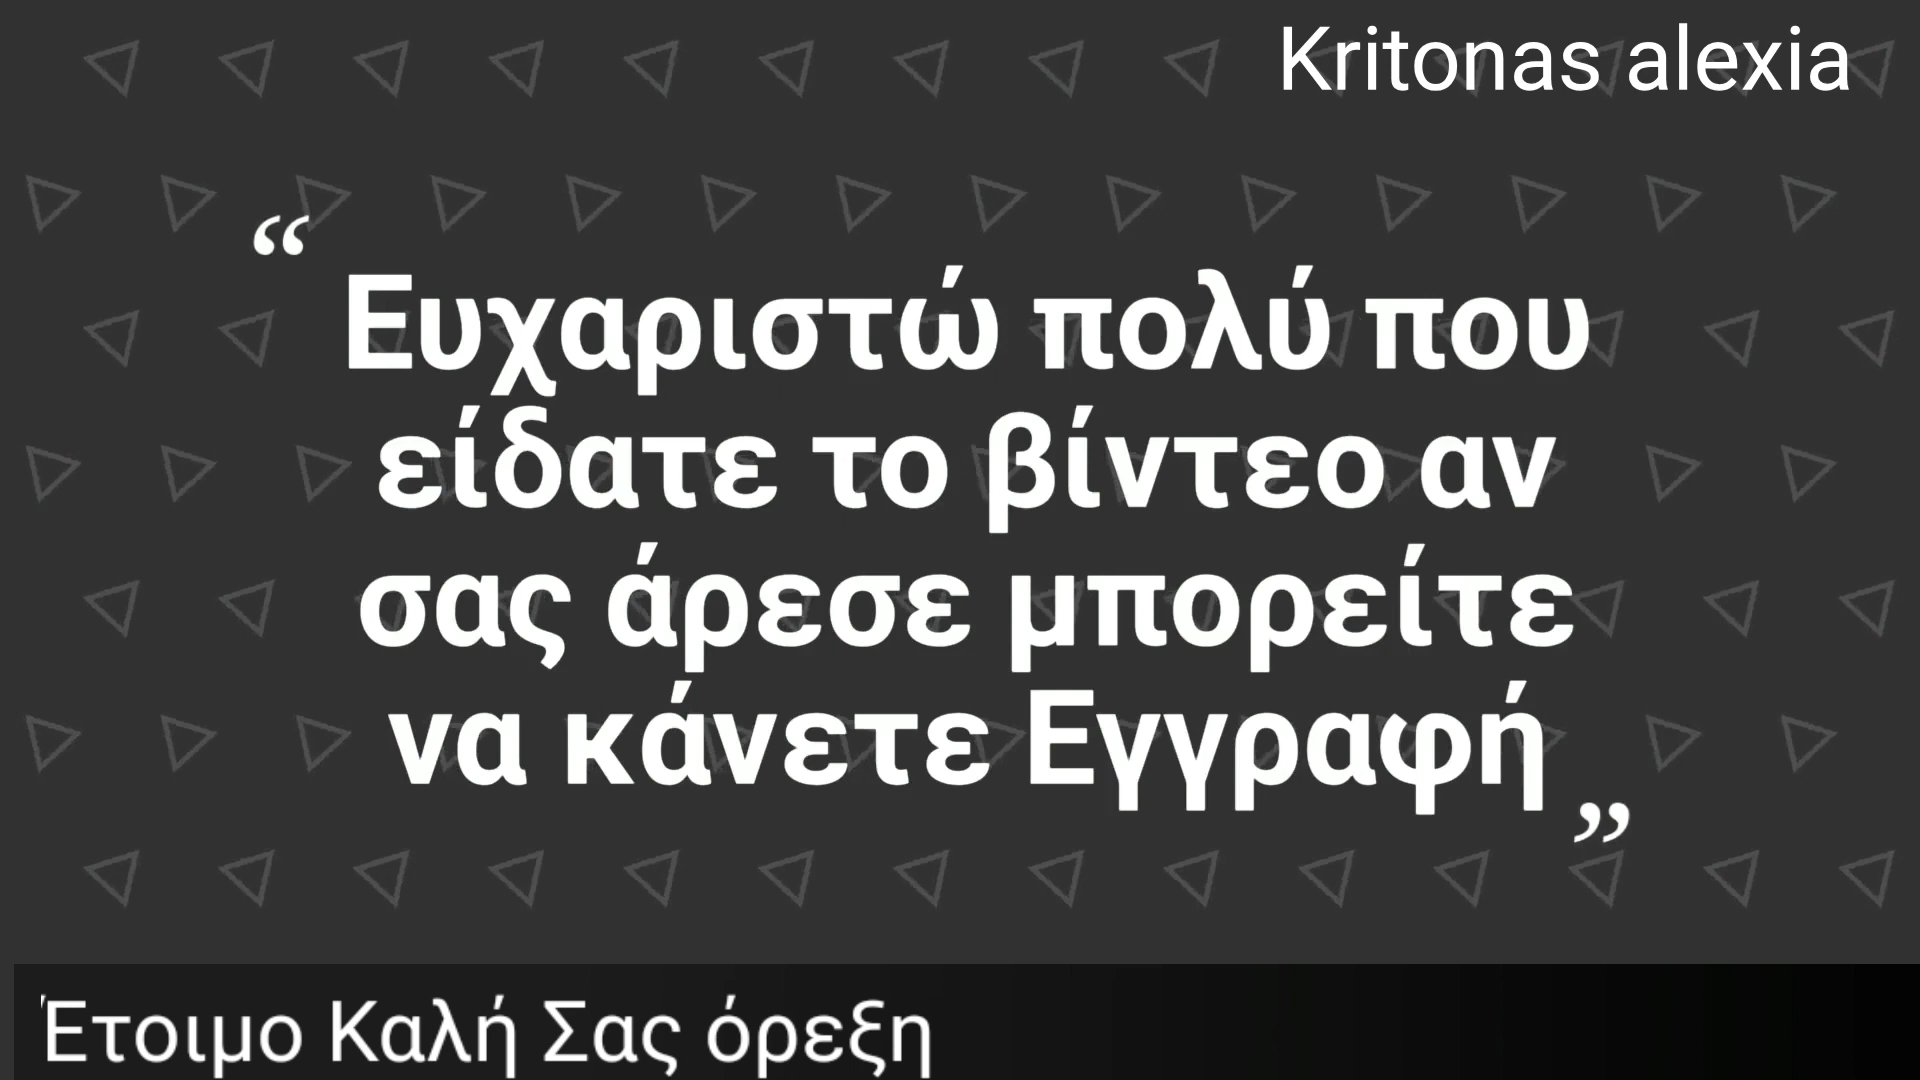 Kritonas alexia
“ Ευχαριστώ πολύ που
είδατε το βίντεο αν
σας άρεσε μπορείτε
να κάνετε Εγγραφή ”
Έτοιμο Καλή Σας όρεξη